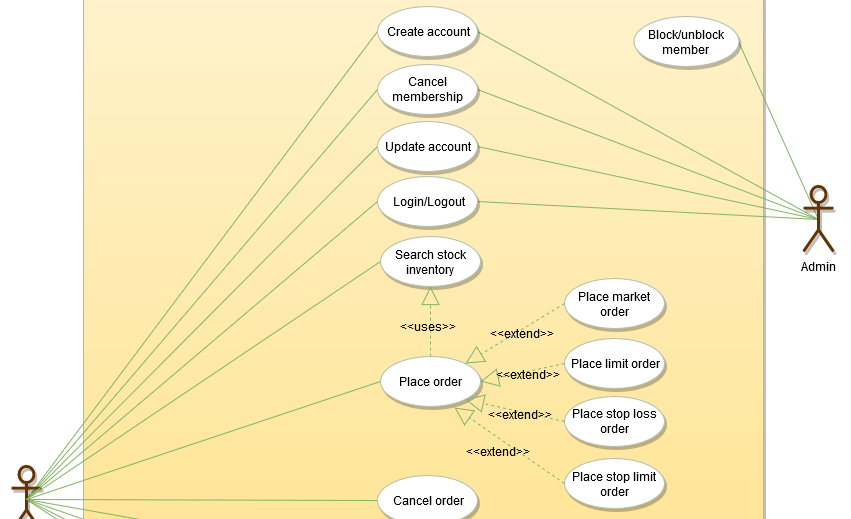 Create account
Block/unblock
member
Cancel
membership
Update account
Login/Logout
Admin
Search stock
inventory
<<uses>>
Place market
order
<<extend>>
Place order
<<extend>>
Place limit order
<<extend>>
Place stop loss
order
<<extend>>
Place stop limit
order
Cancel order